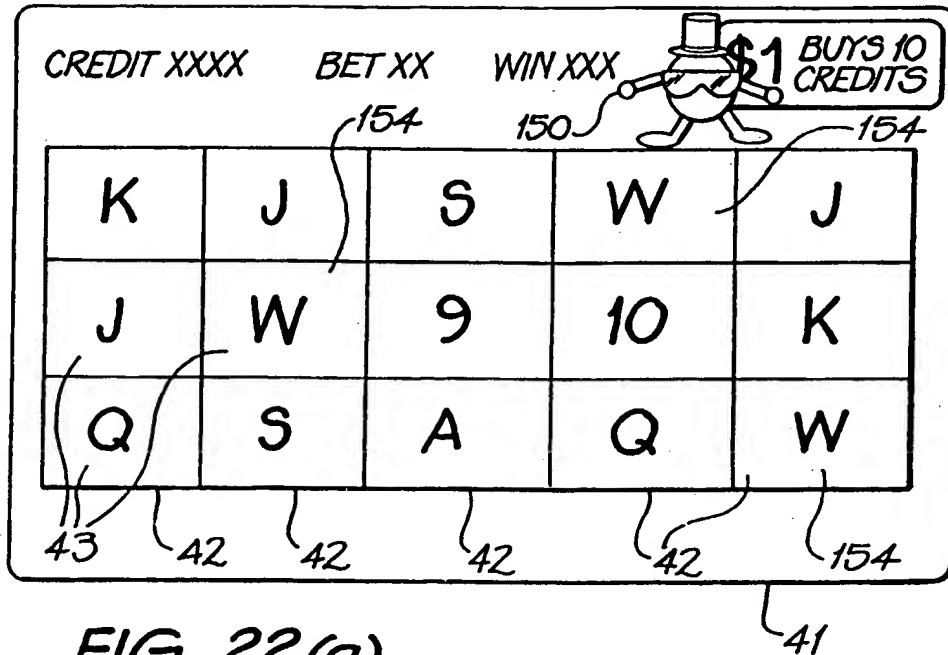 CREDIT XXXX BET XX WIN XXX $1 BUYS 10
CREDITS
154 150 154
K J S W J
J W 9 10 K
Q S A Q W
43 42 42 42 42 154
41
FIG. 22(a)